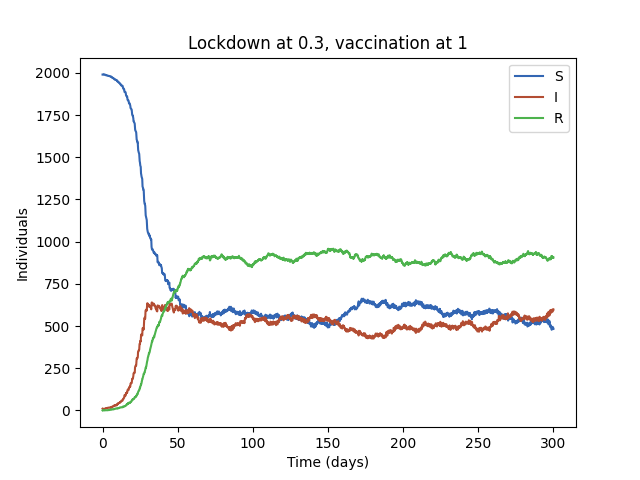 Lockdown at 0.3, vaccination at 1
S
I
R
2000
1750
1500
1250
1000
750
500
250
0
Individuals
0 50 100 150 200 250 300
Time (days)